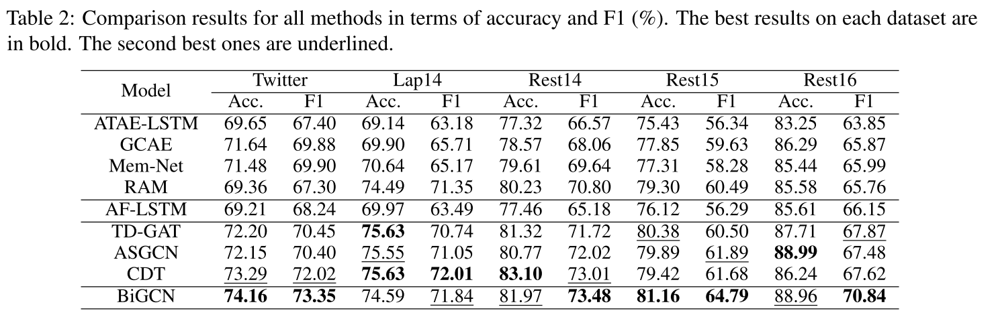 Table 2: Comparison results for all methods in terms of accuracy and F1 (%). The best results on each dataset are
in bold. The second best ones are underlined.
Model Twitter Lap14 Rest14 Rest15 Rest16
Acc. F1 Acc. F1 Acc. F1 Acc. F1 Acc. F1
ATAE-LSTM 69.65 67.40 69.14 63.18 77.32 66.57 75.43 56.34 83.25 63.85
GCAE 71.64 69.88 69.90 65.71 78.57 68.06 77.85 59.63 86.29 65.87
Mem-Net 71.48 69.90 70.64 65.17 79.61 69.64 77.31 58.28 85.44 65.99
RAM 69.36 67.30 74.49 71.35 80.23 70.80 79.30 60.49 85.58 65.76
AF-LSTM 69.21 68.24 69.97 63.49 77.46 65.18 76.12 56.29 85.61 66.15
TD-GAT 72.20 70.45 75.63 70.74 81.32 71.72 80.38 60.50 87.71 67.87
ASGCN 72.15 70.40 75.55 71.05 80.77 72.02 79.89 61.89 88.99 67.48
CDT 73.29 72.02 75.63 72.01 83.10 73.01 79.42 61.68 86.24 67.62
BiGCN 74.16 73.35 74.59 71.84 81.97 73.48 81.16 64.79 88.96 70.84